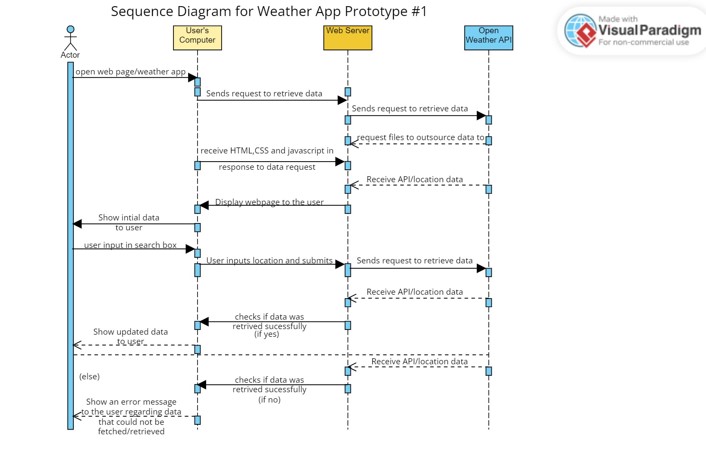 Sequence Diagram for Weather App Prototype #1
Made with
Visual Paradigm
For non-commercial use
Actor
User's
Computer
Web Server
Open
Weather API
open web page/weather app
Sends request to retrieve data
Sends request to retrieve data
request files to outsource data to
receive HTML,CSS and javascript in
response to data request
Receive API/location data
Display webpage to the user
Show intial data
to user
user input in search box
User inputs location and submits
Sends request to retrieve data
Receive API/location data
checks if data was
retrived sucessfully
(if yes)
Show updated data
to user
Receive API/location data
(else)
checks if data was
retrived sucessfully
(if no)
Show an error message
to the user regarding data
that could not be
fetched/retrieved